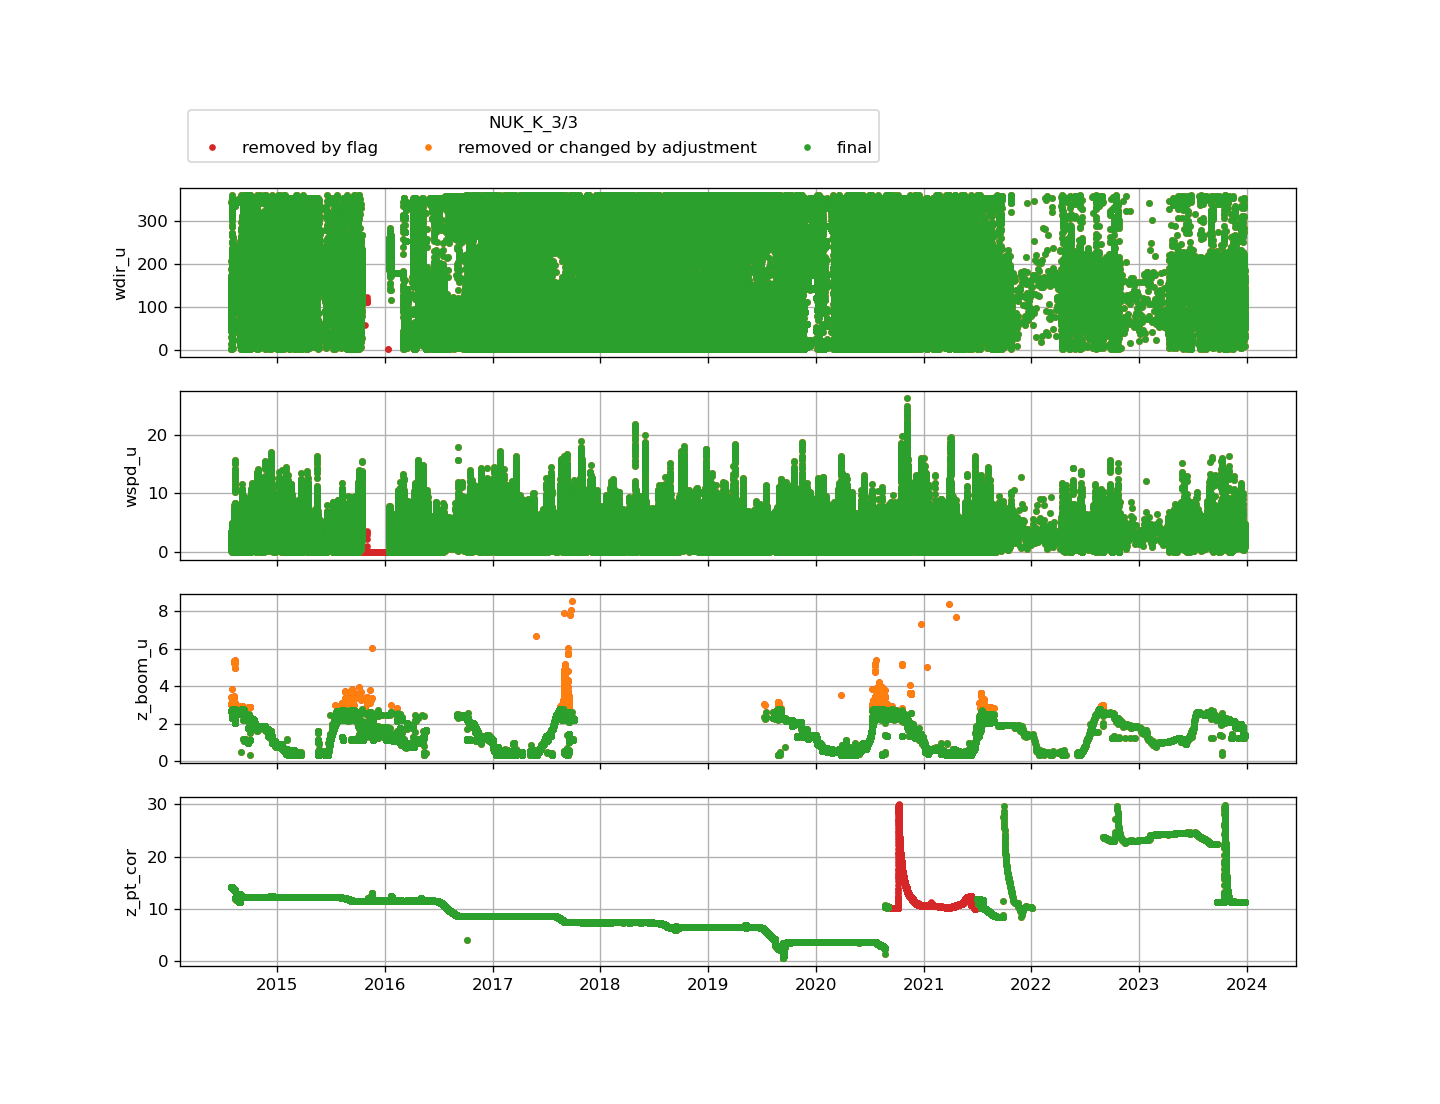 NUK_K_3/3
removed by flag removed or changed by adjustment final
wdir_u
300
200
100
0
wspd_u
20
10
0
z_boom_u
8
6
4
2
0
z_pt_cor
30
20
10
0
2015 2016 2017 2018 2019 2020 2021 2022 2023 2024